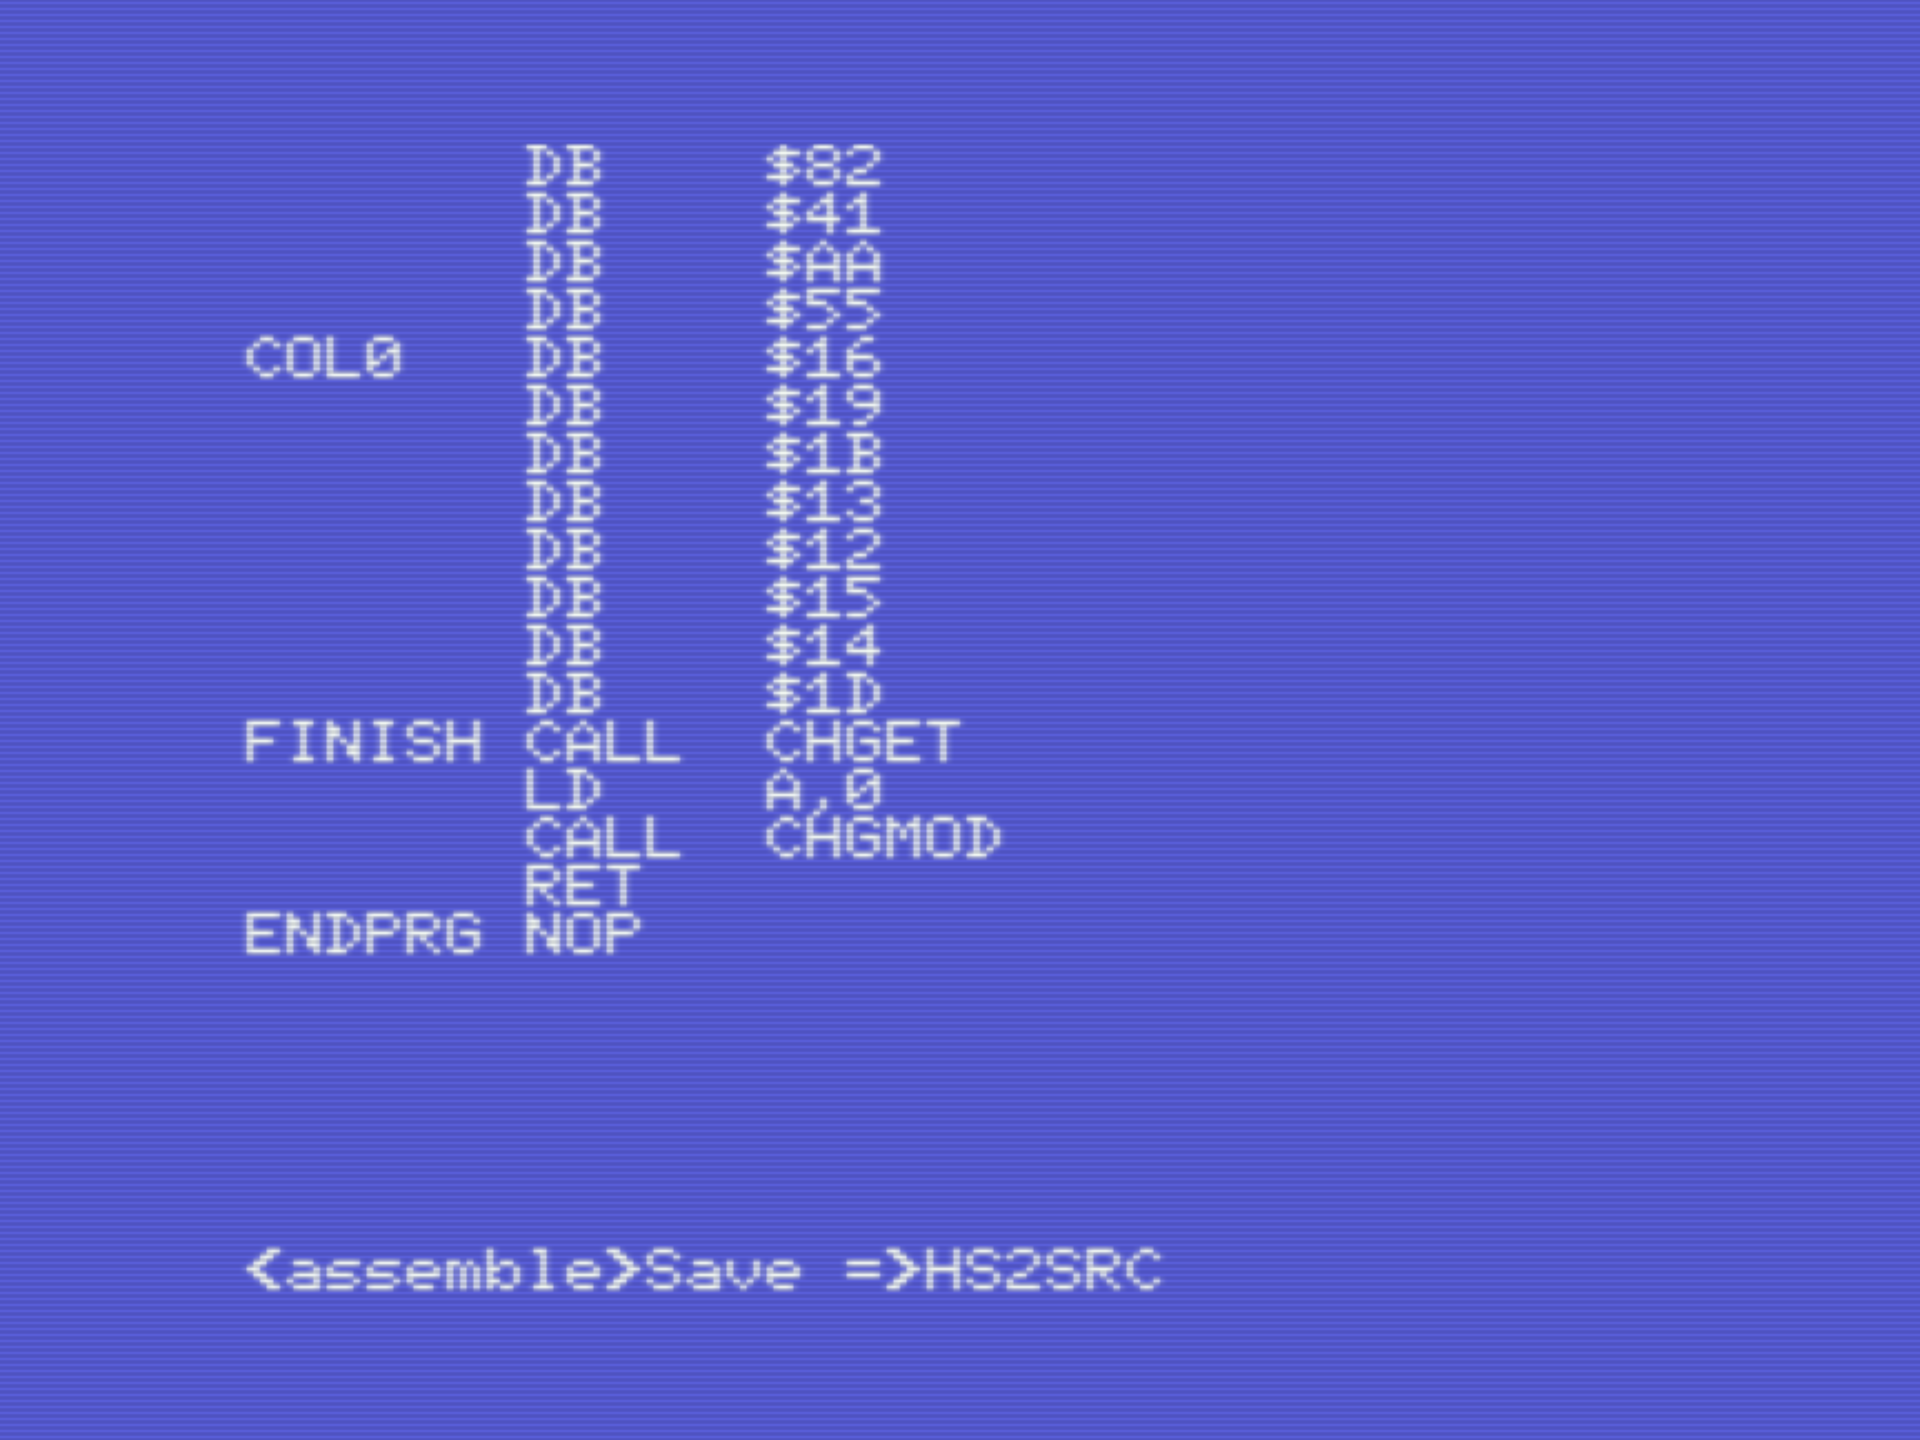 DB $82
DB $41
DB $AA
DB $55
COL0 DB $16
DB $19
DB $1B
DB $13
DB $12
DB $15
DB $14
DB $1D
FINISH CALL CHGET
LD A,0
CALL CHGMOD
RET
ENDPRG NOP
<assemble>Save =>HS2SRC